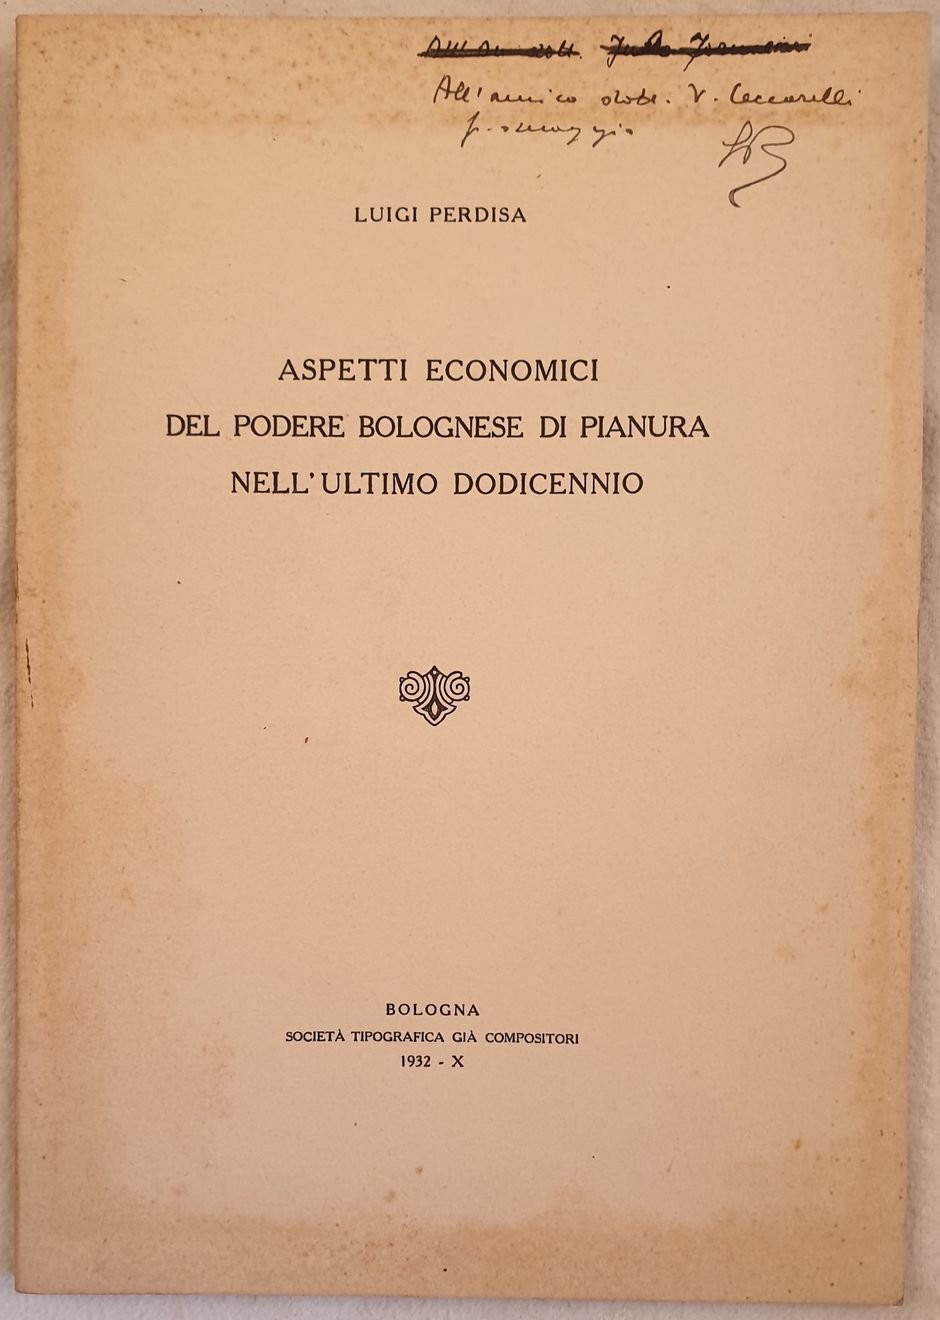 All'amico dott. V. Ceccarelli
p. omaggio
LUIGI PERDISA
ASPETTI ECONOMICI
DEL PODERE BOLOGNESE DI PIANURA
NELL'ULTIMO DODICENNIO
BOLOGNA
SOCIETÀ TIPOGRAFICA GIÀ COMPOSITORI
1932 - X